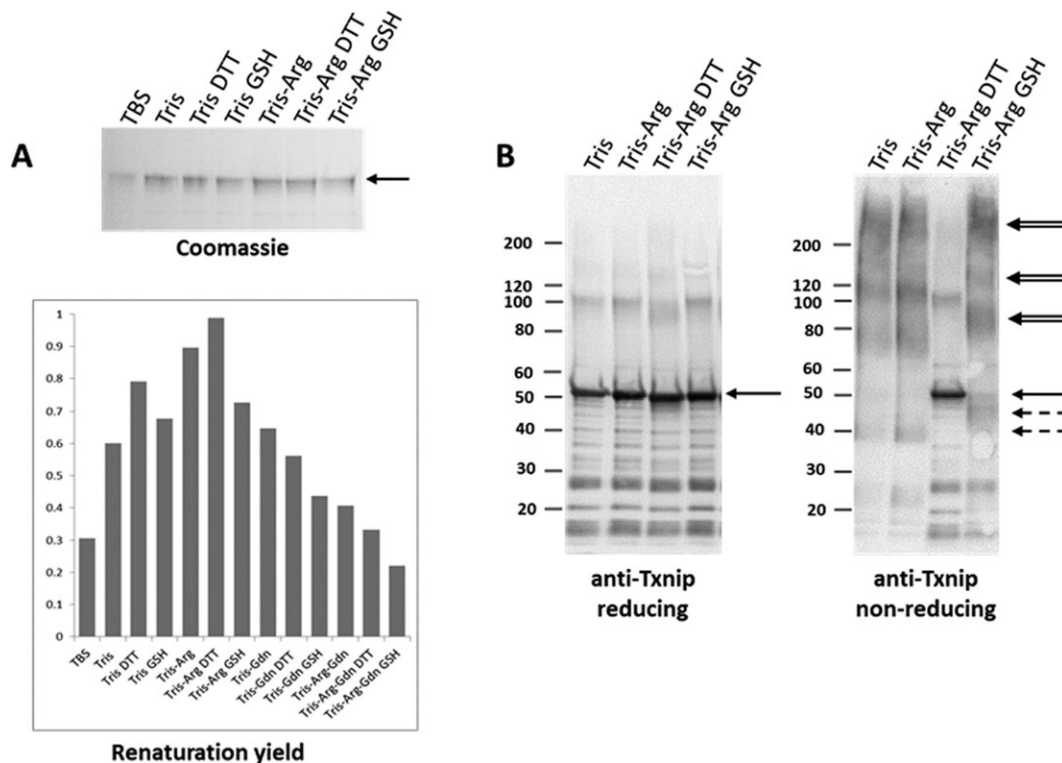 A
TBS
Tris
Tris DTT
Tris GSH
Tris-Arg
Tris-Arg DTT
Tris-Arg GSH
Coomassie
1
0.9
0.8
0.7
0.6
0.5
0.4
0.3
0.2
0.1
0
TBS
Tris
Tris DTT
Tris GSH
Tris-Arg
Tris-Arg DTT
Tris-Arg GSH
Tris-Gdn
Tris-Gdn DTT
Tris-Gdn GSH
Tris-Arg-Gdn
Tris-Arg-Gdn DTT
Tris-Arg-Gdn GSH
Renaturation yield
B
Tris
Tris-Arg
Tris-Arg DTT
Tris-Arg GSH
200
120
100
80
60
50
40
30
20
anti-Txnip
reducing
Tris
Tris-Arg
Tris-Arg DTT
Tris-Arg GSH
200
120
100
80
60
50
40
30
20
anti-Txnip
non-reducing